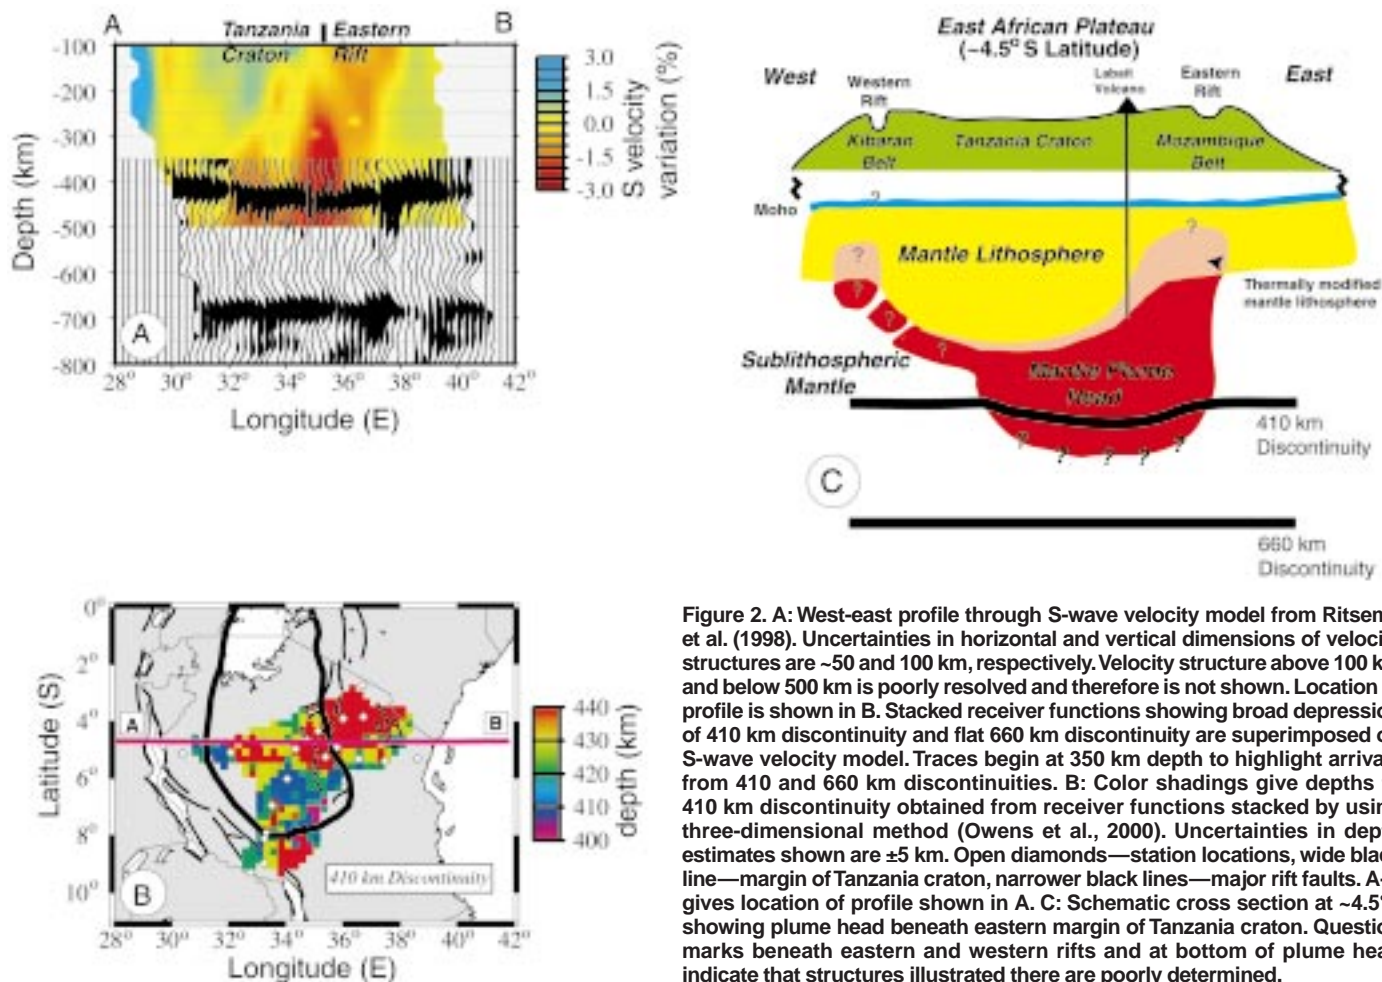 A
B
Tanzania
Eastern
Craton
Rift
-100
-200
-300
-400
-500
-600
-700
-800
Depth (km)
A
28° 30° 32° 34° 36° 38° 40° 42°
Longitude (E)
3.0
1.5
0.0
-1.5
-3.0
S velocity
variation (%)
East African Plateau
(~4.5° S Latitude)
West
Western
Rift
Volcano
Eastern
Rift
East
Kibaran
Belt
Tanzania Craton
Mozambique
Belt
?
Moho
Mantle Lithosphere
?
?
?
?
?
Thermally modified
mantle lithosphere
Sublithospheric
Mantle
Mantle Plume
Head
410 km
Discontinuity
? ? ? ? ?
C
660 km
Discontinuity
0°
2°
4°
6°
8°
10°
Latitude (S)
A
B
410 km Discontinuity
B
28° 30° 32° 34° 36° 38° 40° 42°
Longitude (E)
440
430
420
410
400
depth (km)
Figure 2. A: West-east profile through S-wave velocity model from Ritsem
et al. (1998). Uncertainties in horizontal and vertical dimensions of veloci
structures are ~50 and 100 km, respectively. Velocity structure above 100 k
and below 500 km is poorly resolved and therefore is not shown. Location
profile is shown in B. Stacked receiver functions showing broad depressio
of 410 km discontinuity and flat 660 km discontinuity are superimposed o
S-wave velocity model. Traces begin at 350 km depth to highlight arriva
from 410 and 660 km discontinuities. B: Color shadings give depths
410 km discontinuity obtained from receiver functions stacked by usin
three-dimensional method (Owens et al., 2000). Uncertainties in dept
estimates shown are ±5 km. Open diamonds—station locations, wide blac
line—margin of Tanzania craton, narrower black lines—major rift faults. A-
gives location of profile shown in A. C: Schematic cross section at ~4.5°
showing plume head beneath eastern margin of Tanzania craton. Questio
marks beneath eastern and western rifts and at bottom of plume hea
indicate that structures illustrated there are poorly determined.